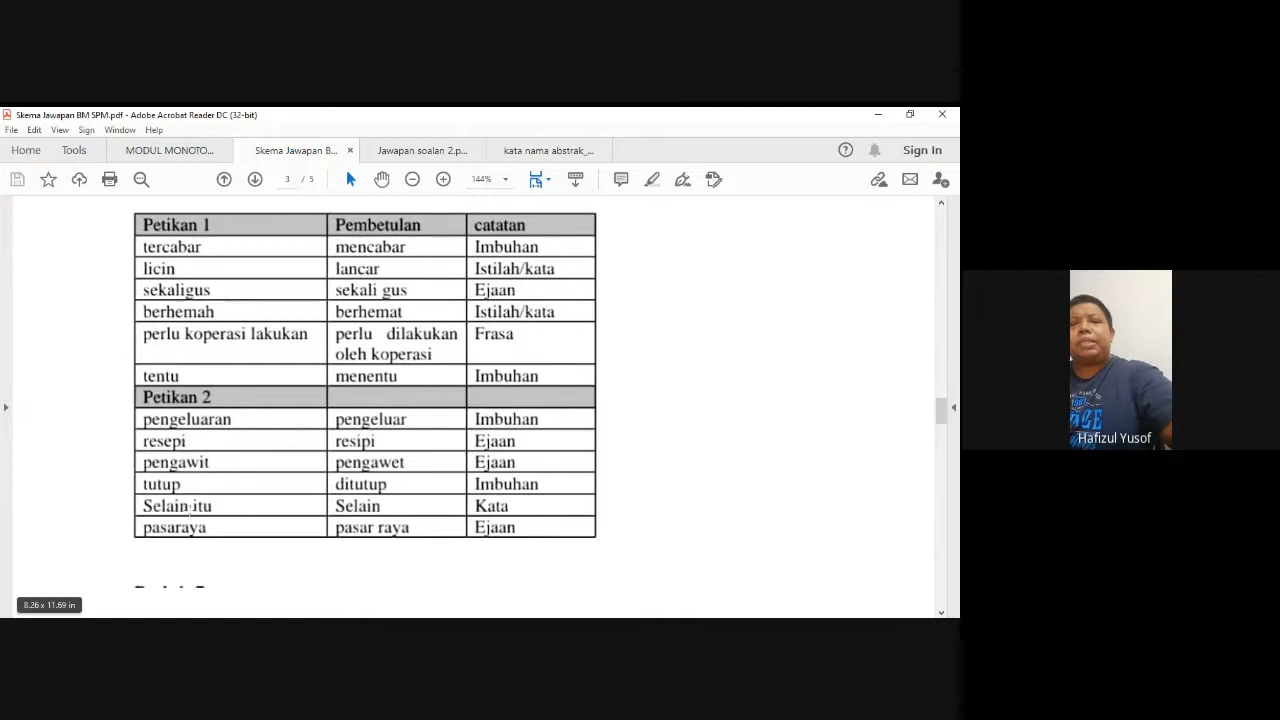 Skema Jawapan BM SPM.pdf - Adobe Acrobat Reader DC (32-bit)
File Edit View Sign Window Help
Home Tools MODUL MONOTO... Skema Jawapan B... × Jawapan soalan 2.p... kata nama abstrak_... Sign In
3 / 5 144%
Petikan 1 Pembetulan catatan
tercabar mencabar Imbuhan
licin lancar Istilah/kata
sekaligus sekali gus Ejaan
berhemah berhemat Istilah/kata
perlu koperasi lakukan perlu dilakukan Frasa
oleh koperasi
tentu menentu Imbuhan
Petikan 2
pengeluaran pengeluar Imbuhan
resepi resipi Ejaan
pengawit pengawet Ejaan
tutup ditutup Imbuhan
Selain itu Selain Kata
pasaraya pasar raya Ejaan
8.26 x 11.69 in
1987
Hafizul Yusof